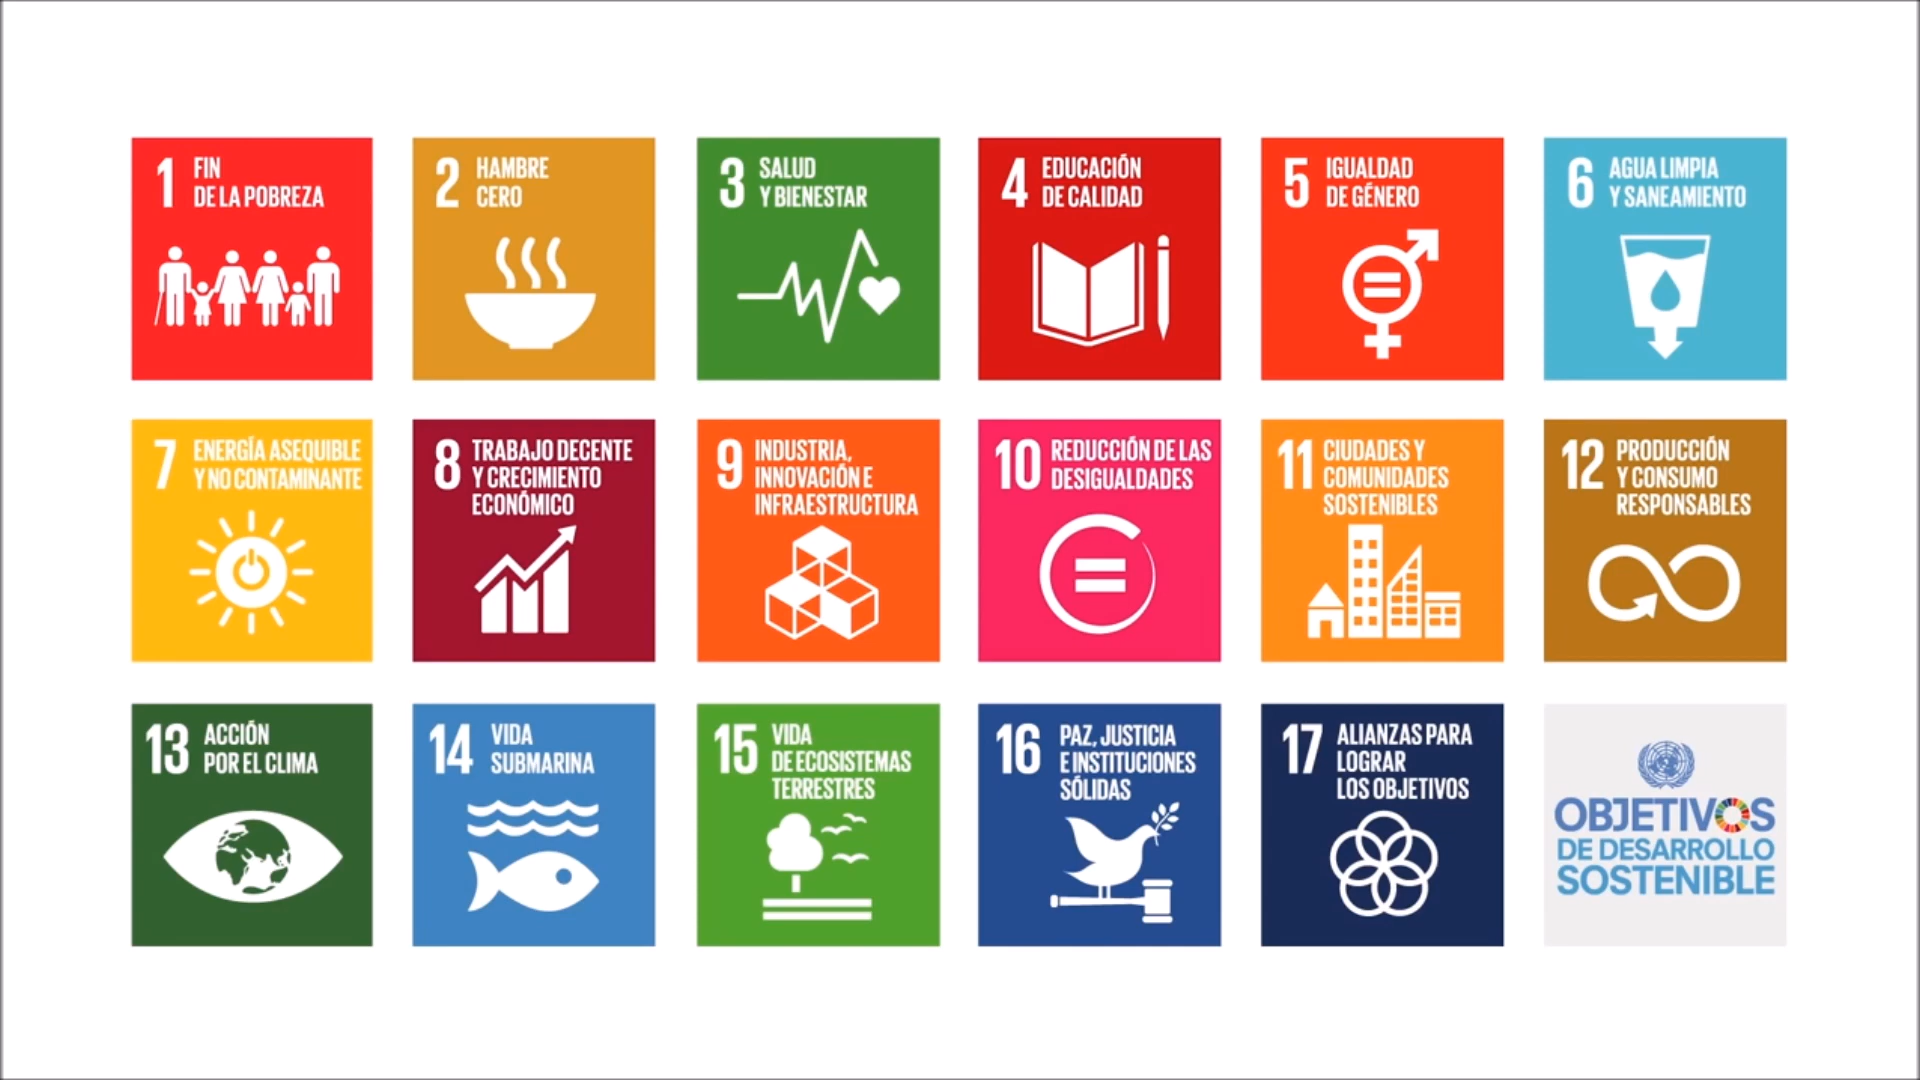 1 FIN
DE LA POBREZA
2 HAMBRE
CERO
3 SALUD
Y BIENESTAR
4 EDUCACIÓN
DE CALIDAD
5 IGUALDAD
DE GÉNERO
6 AGUA LIMPIA
Y SANEAMIENTO
7 ENERGÍA ASEQUIBLE
Y NO CONTAMINANTE
8 TRABAJO DECENTE
Y CRECIMIENTO
ECONÓMICO
9 INDUSTRIA,
INNOVACIÓN E
INFRAESTRUCTURA
10 REDUCCIÓN DE LAS
DESIGUALDADES
11 CIUDADES Y
COMUNIDADES
SOSTENIBLES
12 PRODUCCIÓN
Y CONSUMO
RESPONSABLES
13 ACCIÓN
POR EL CLIMA
14 VIDA
SUBMARINA
15 VIDA
DE ECOSISTEMAS
TERRESTRES
16 PAZ, JUSTICIA
E INSTITUCIONES
SÓLIDAS
17 ALIANZAS PARA
LOGRAR
LOS OBJETIVOS
OBJETIVOS
DE DESARROLLO
SOSTENIBLE